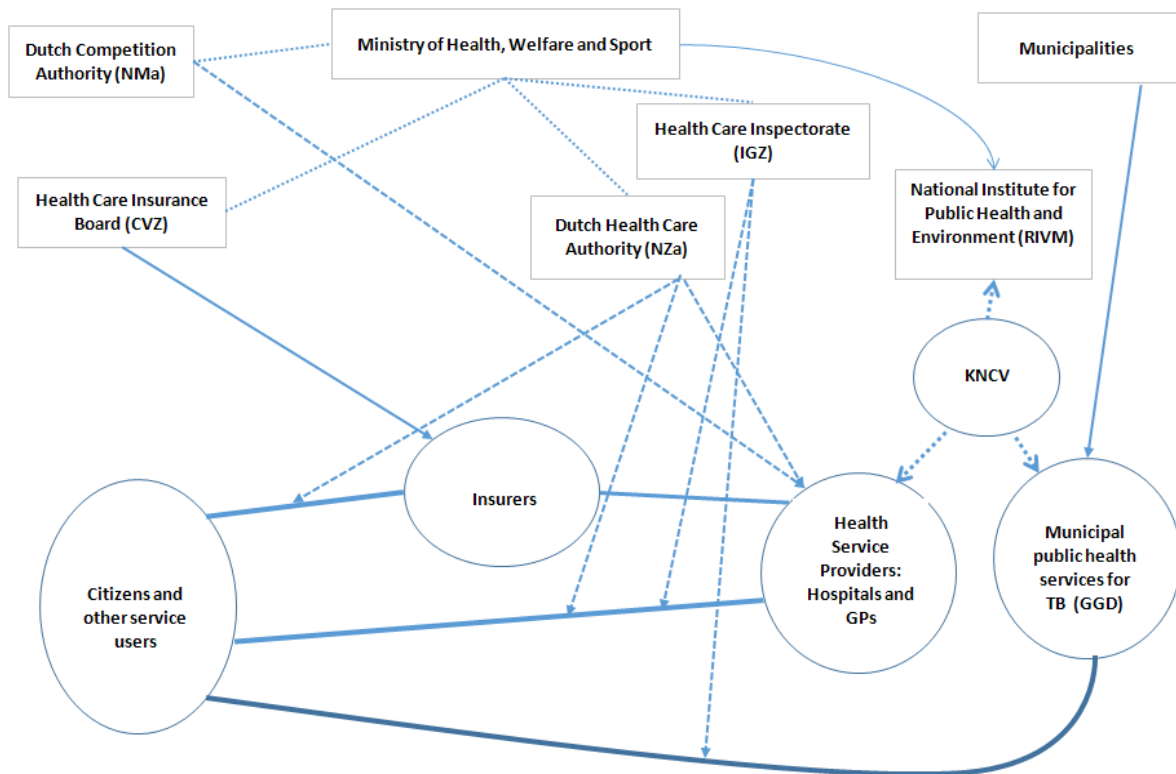 Dutch Competition
Authority (NMa)
Ministry of Health, Welfare and Sport
Municipalities
Health Care Inspectorate
(IGZ)
Health Care Insurance
Board (CVZ)
Dutch Health Care
Authority (NZa)
National Institute for
Public Health and
Environment (RIVM)
KNCV
Insurers
Citizens and
other service
users
Health
Service
Providers:
Hospitals and
GPs
Municipal
public health
services for
TB (GGD)